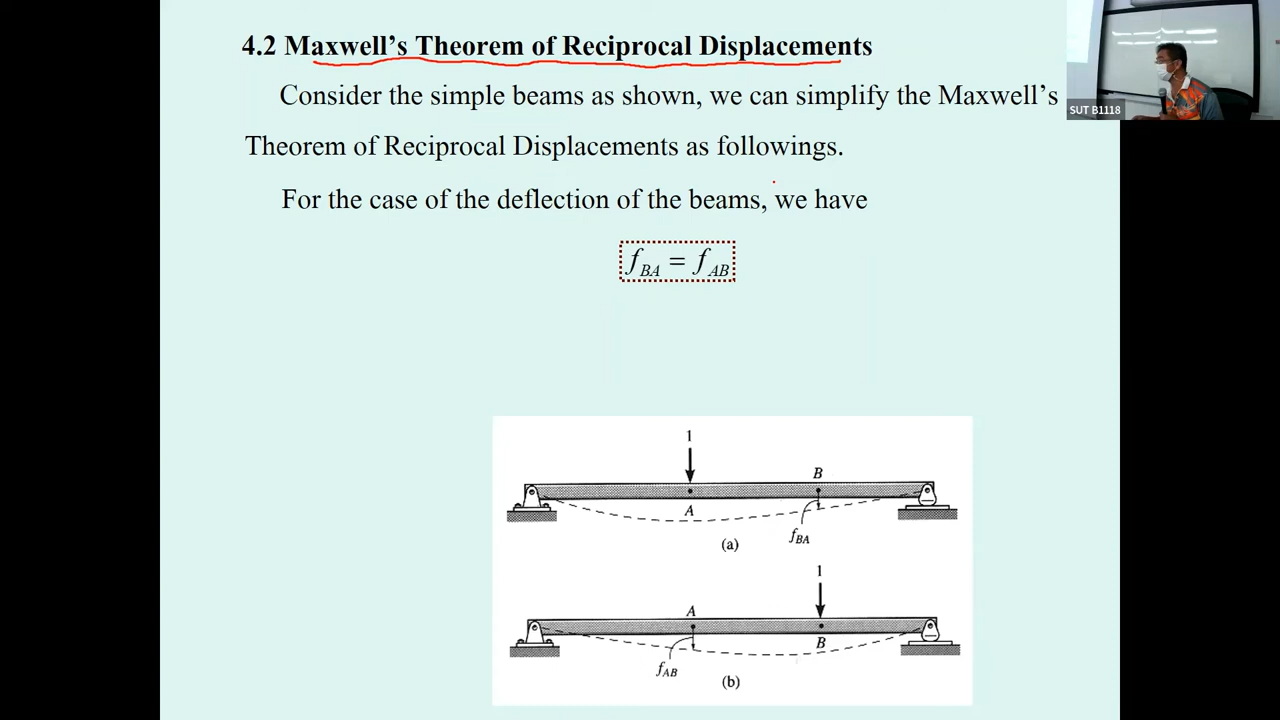 4.2 Maxwell’s Theorem of Reciprocal Displacements
Consider the simple beams as shown, we can simplify the Maxwell’s
Theorem of Reciprocal Displacements as followings.
For the case of the deflection of the beams, we have
f_BA = f_AB
1
B
A
f_BA
(a)
1
A
B
f_AB
(b)
SUT B1118